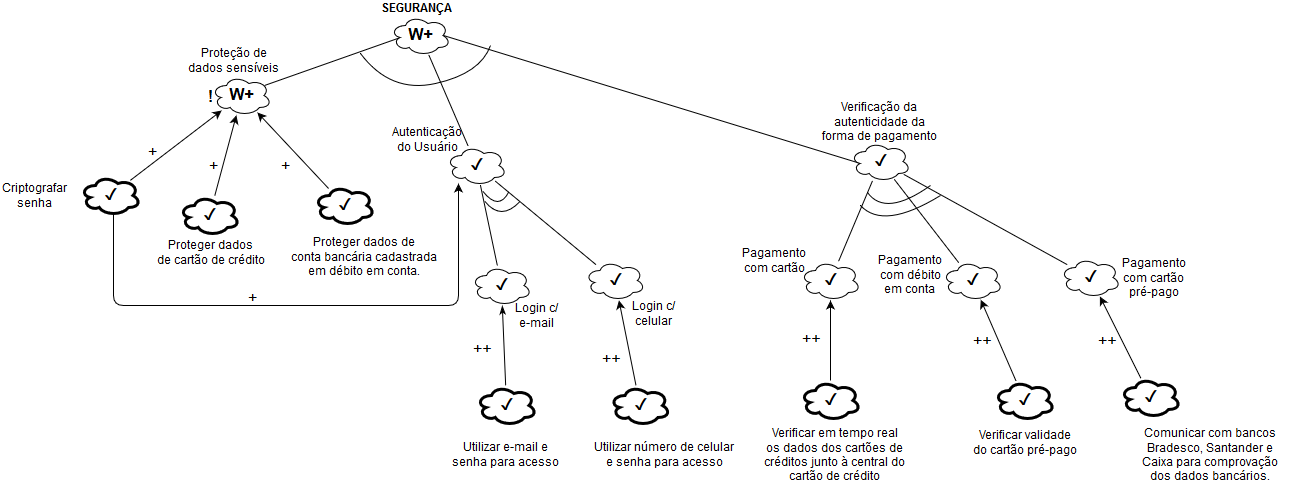 SEGURANÇA
W+
Proteção de
dados sensíveis
!
W+
Verificação da
autenticidade da
forma de pagamento
✓
Autenticação
do Usuário
✓
+
+
+
Criptografar
senha
✓
✓
✓
Proteger dados
de cartão de crédito
Proteger dados de
conta bancária cadastrada
em débito em conta.
+
✓
Login c/
e-mail
✓
Login c/
celular
Pagamento
com cartão
✓
Pagamento
com débito
em conta
✓
Pagamento
com cartão
pré-pago
✓
++
++
++
++
++
✓
✓
✓
✓
✓
Utilizar e-mail e
senha para acesso
Utilizar número de celular
e senha para acesso
Verificar em tempo real
os dados dos cartões de
créditos junto à central do
cartão de crédito
Verificar validade
do cartão pré-pago
Comunicar com bancos
Bradesco, Santander e
Caixa para comprovação
dos dados bancários.